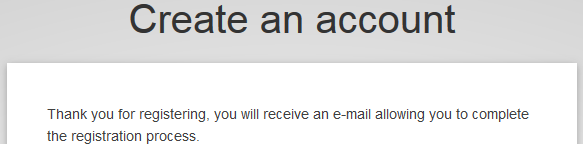 Create an account
Thank you for registering, you will receive an e-mail allowing you to complete
the registration process.